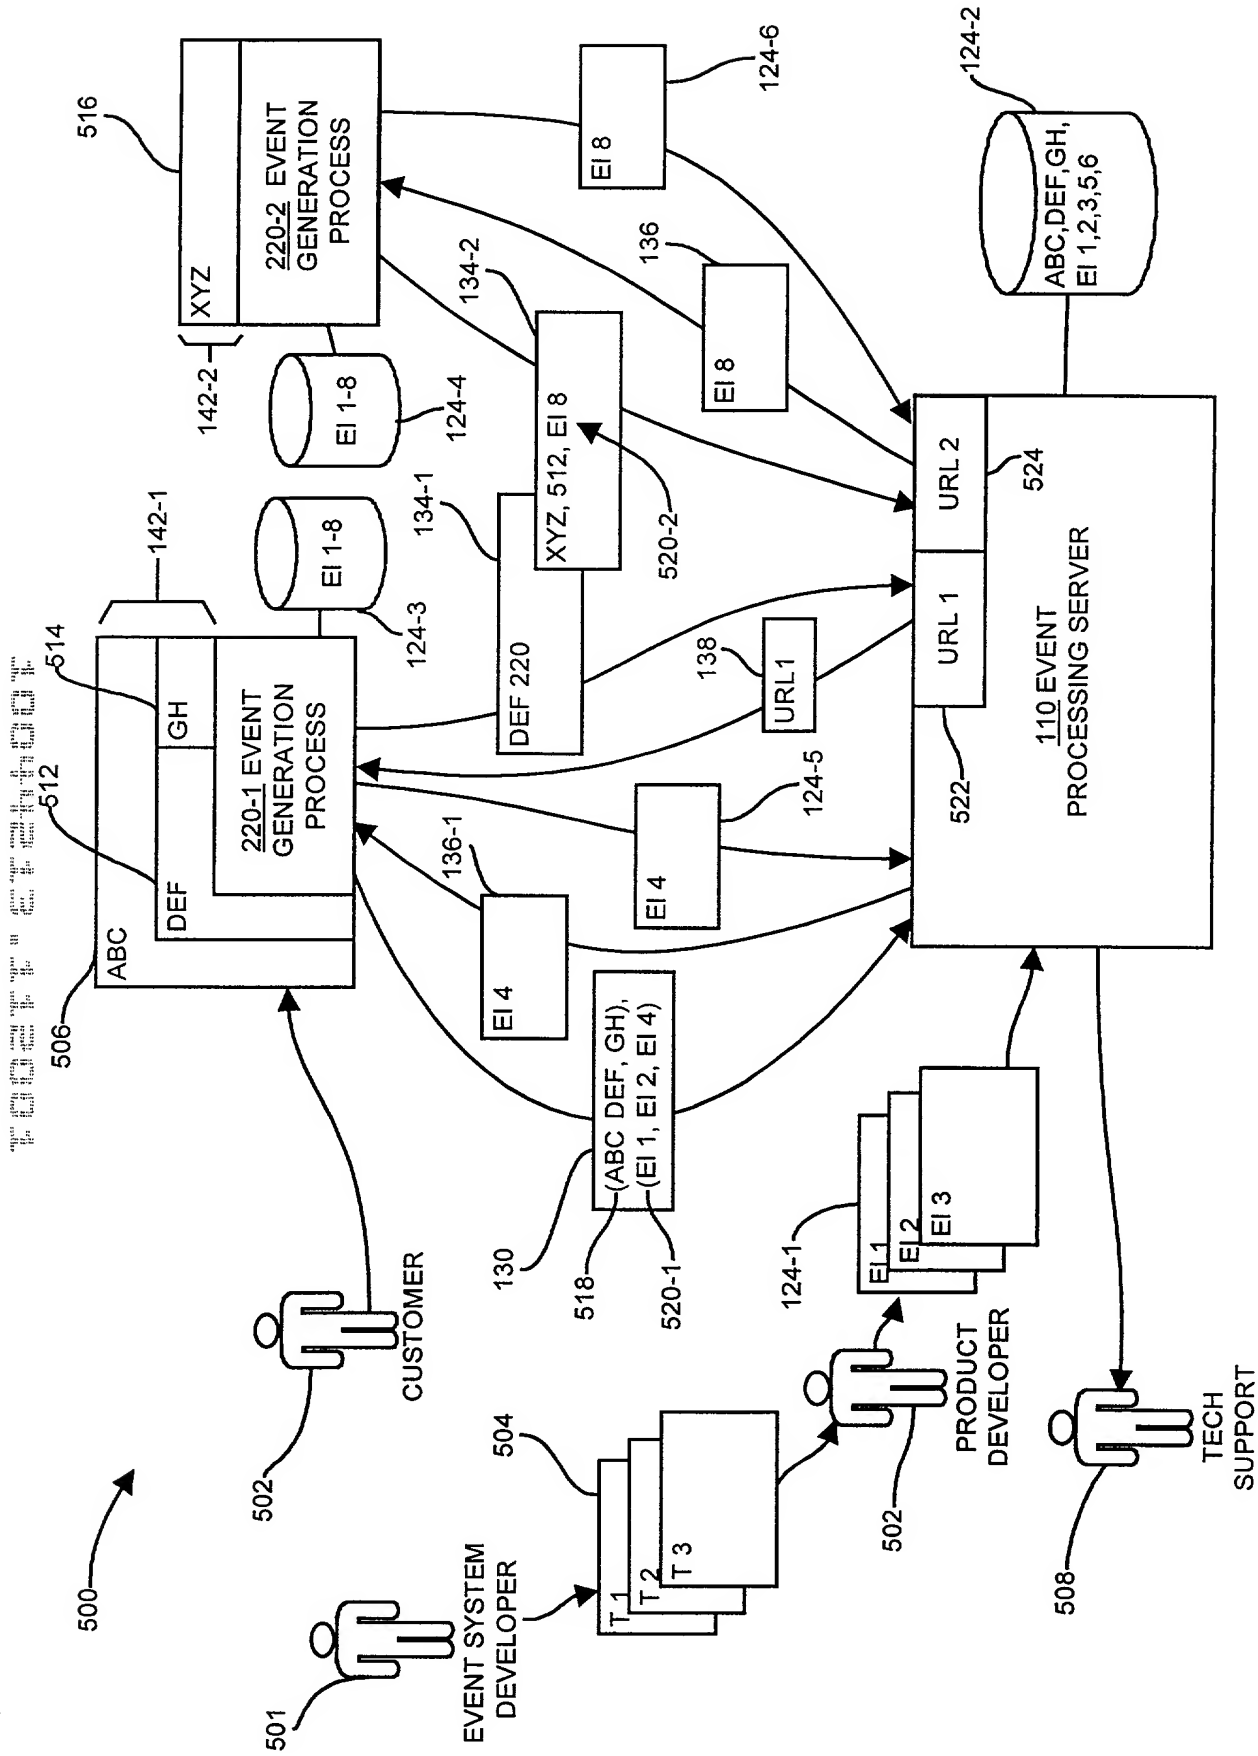 500
501
EVENT SYSTEM
DEVELOPER
T 1
T 2
T 3
504
502
CUSTOMER
502
PRODUCT
DEVELOPER
508
TECH
SUPPORT
124-1
EI 1
EI 2
EI 3
506
ABC
512
DEF
514
GH
142-1
220-1 EVENT
GENERATION
PROCESS
EI 1-8
124-3
516
XYZ
142-2
220-2 EVENT
GENERATION
PROCESS
EI 1-8
124-4
130
518
(ABC DEF, GH),
(EI 1, EI 2, EI 4)
520-1
136-1
EI 4
EI 4
124-5
134-1
DEF 220
134-2
XYZ, 512, EI 8
520-2
138
URL1
136
EI 8
EI 8
124-6
522
URL 1
URL 2
524
110 EVENT
PROCESSING SERVER
124-2
ABC,DEF,GH,
EI 1,2,3,5,6